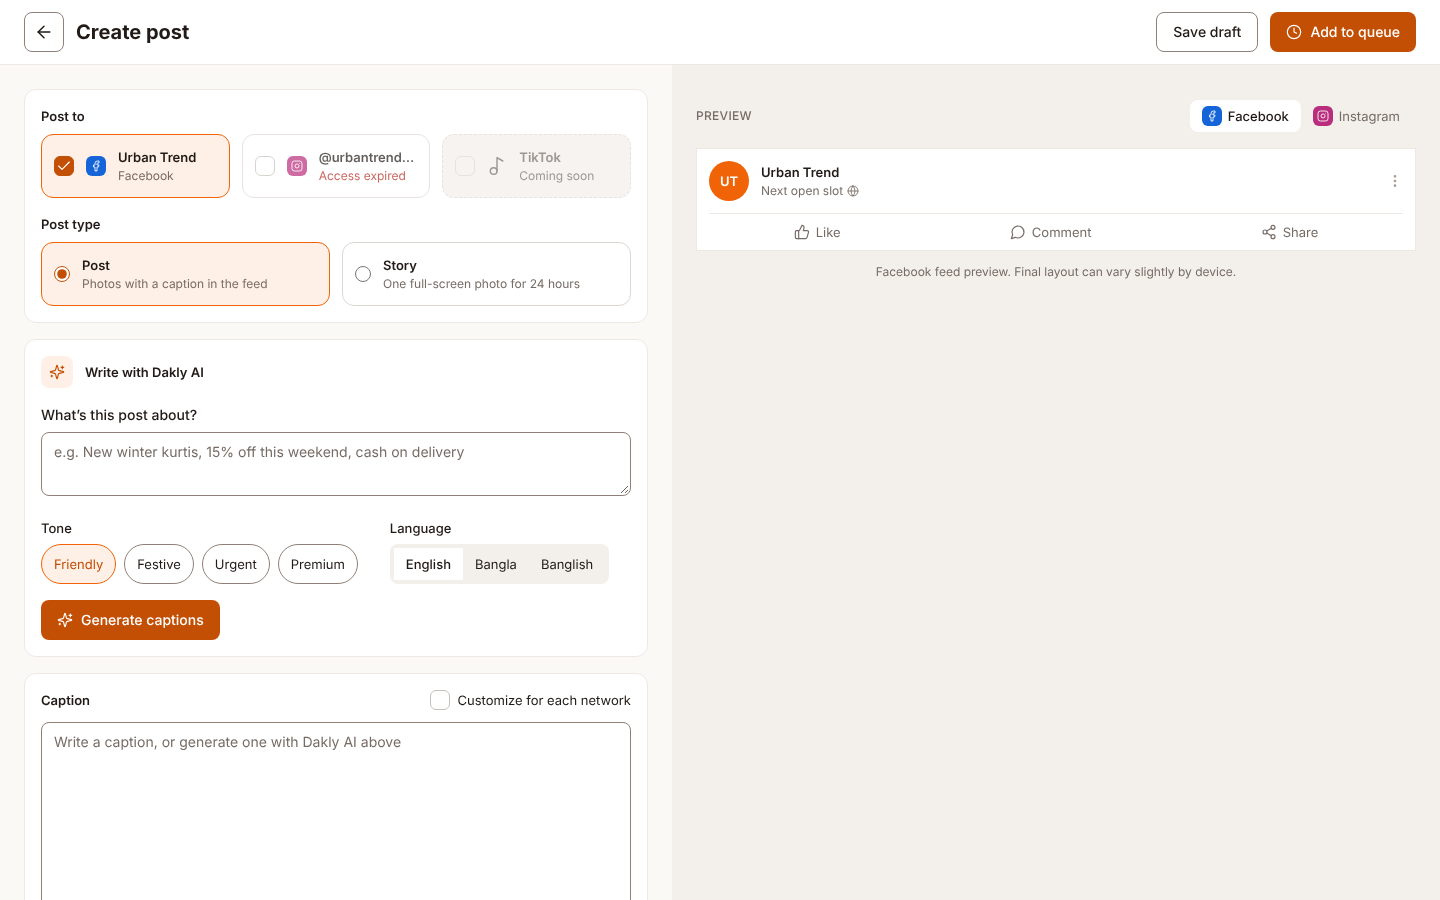 Create post
Save draft
Add to queue
Post to
Urban Trend
Facebook
@urbantrend...
Access expired
TikTok
Coming soon
Post type
Post
Photos with a caption in the feed
Story
One full-screen photo for 24 hours
Write with Dakly AI
What's this post about?
e.g. New winter kurtis, 15% off this weekend, cash on delivery
Tone
Friendly
Festive
Urgent
Premium
Language
English
Bangla
Banglish
Generate captions
Caption
Customize for each network
Write a caption, or generate one with Dakly AI above
PREVIEW
Facebook
Instagram
UT
Urban Trend
Next open slot
Like
Comment
Share
Facebook feed preview. Final layout can vary slightly by device.